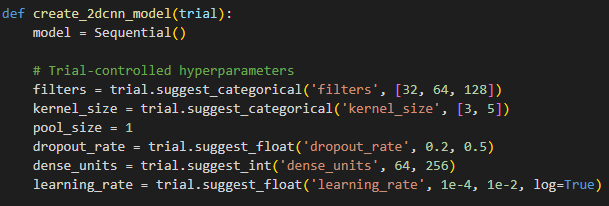 def create_2dcnn_model(trial):
    model = Sequential()

    # Trial-controlled hyperparameters
    filters = trial.suggest_categorical('filters', [32, 64, 128])
    kernel_size = trial.suggest_categorical('kernel_size', [3, 5])
    pool_size = 1
    dropout_rate = trial.suggest_float('dropout_rate', 0.2, 0.5)
    dense_units = trial.suggest_int('dense_units', 64, 256)
    learning_rate = trial.suggest_float('learning_rate', 1e-4, 1e-2, log=True)